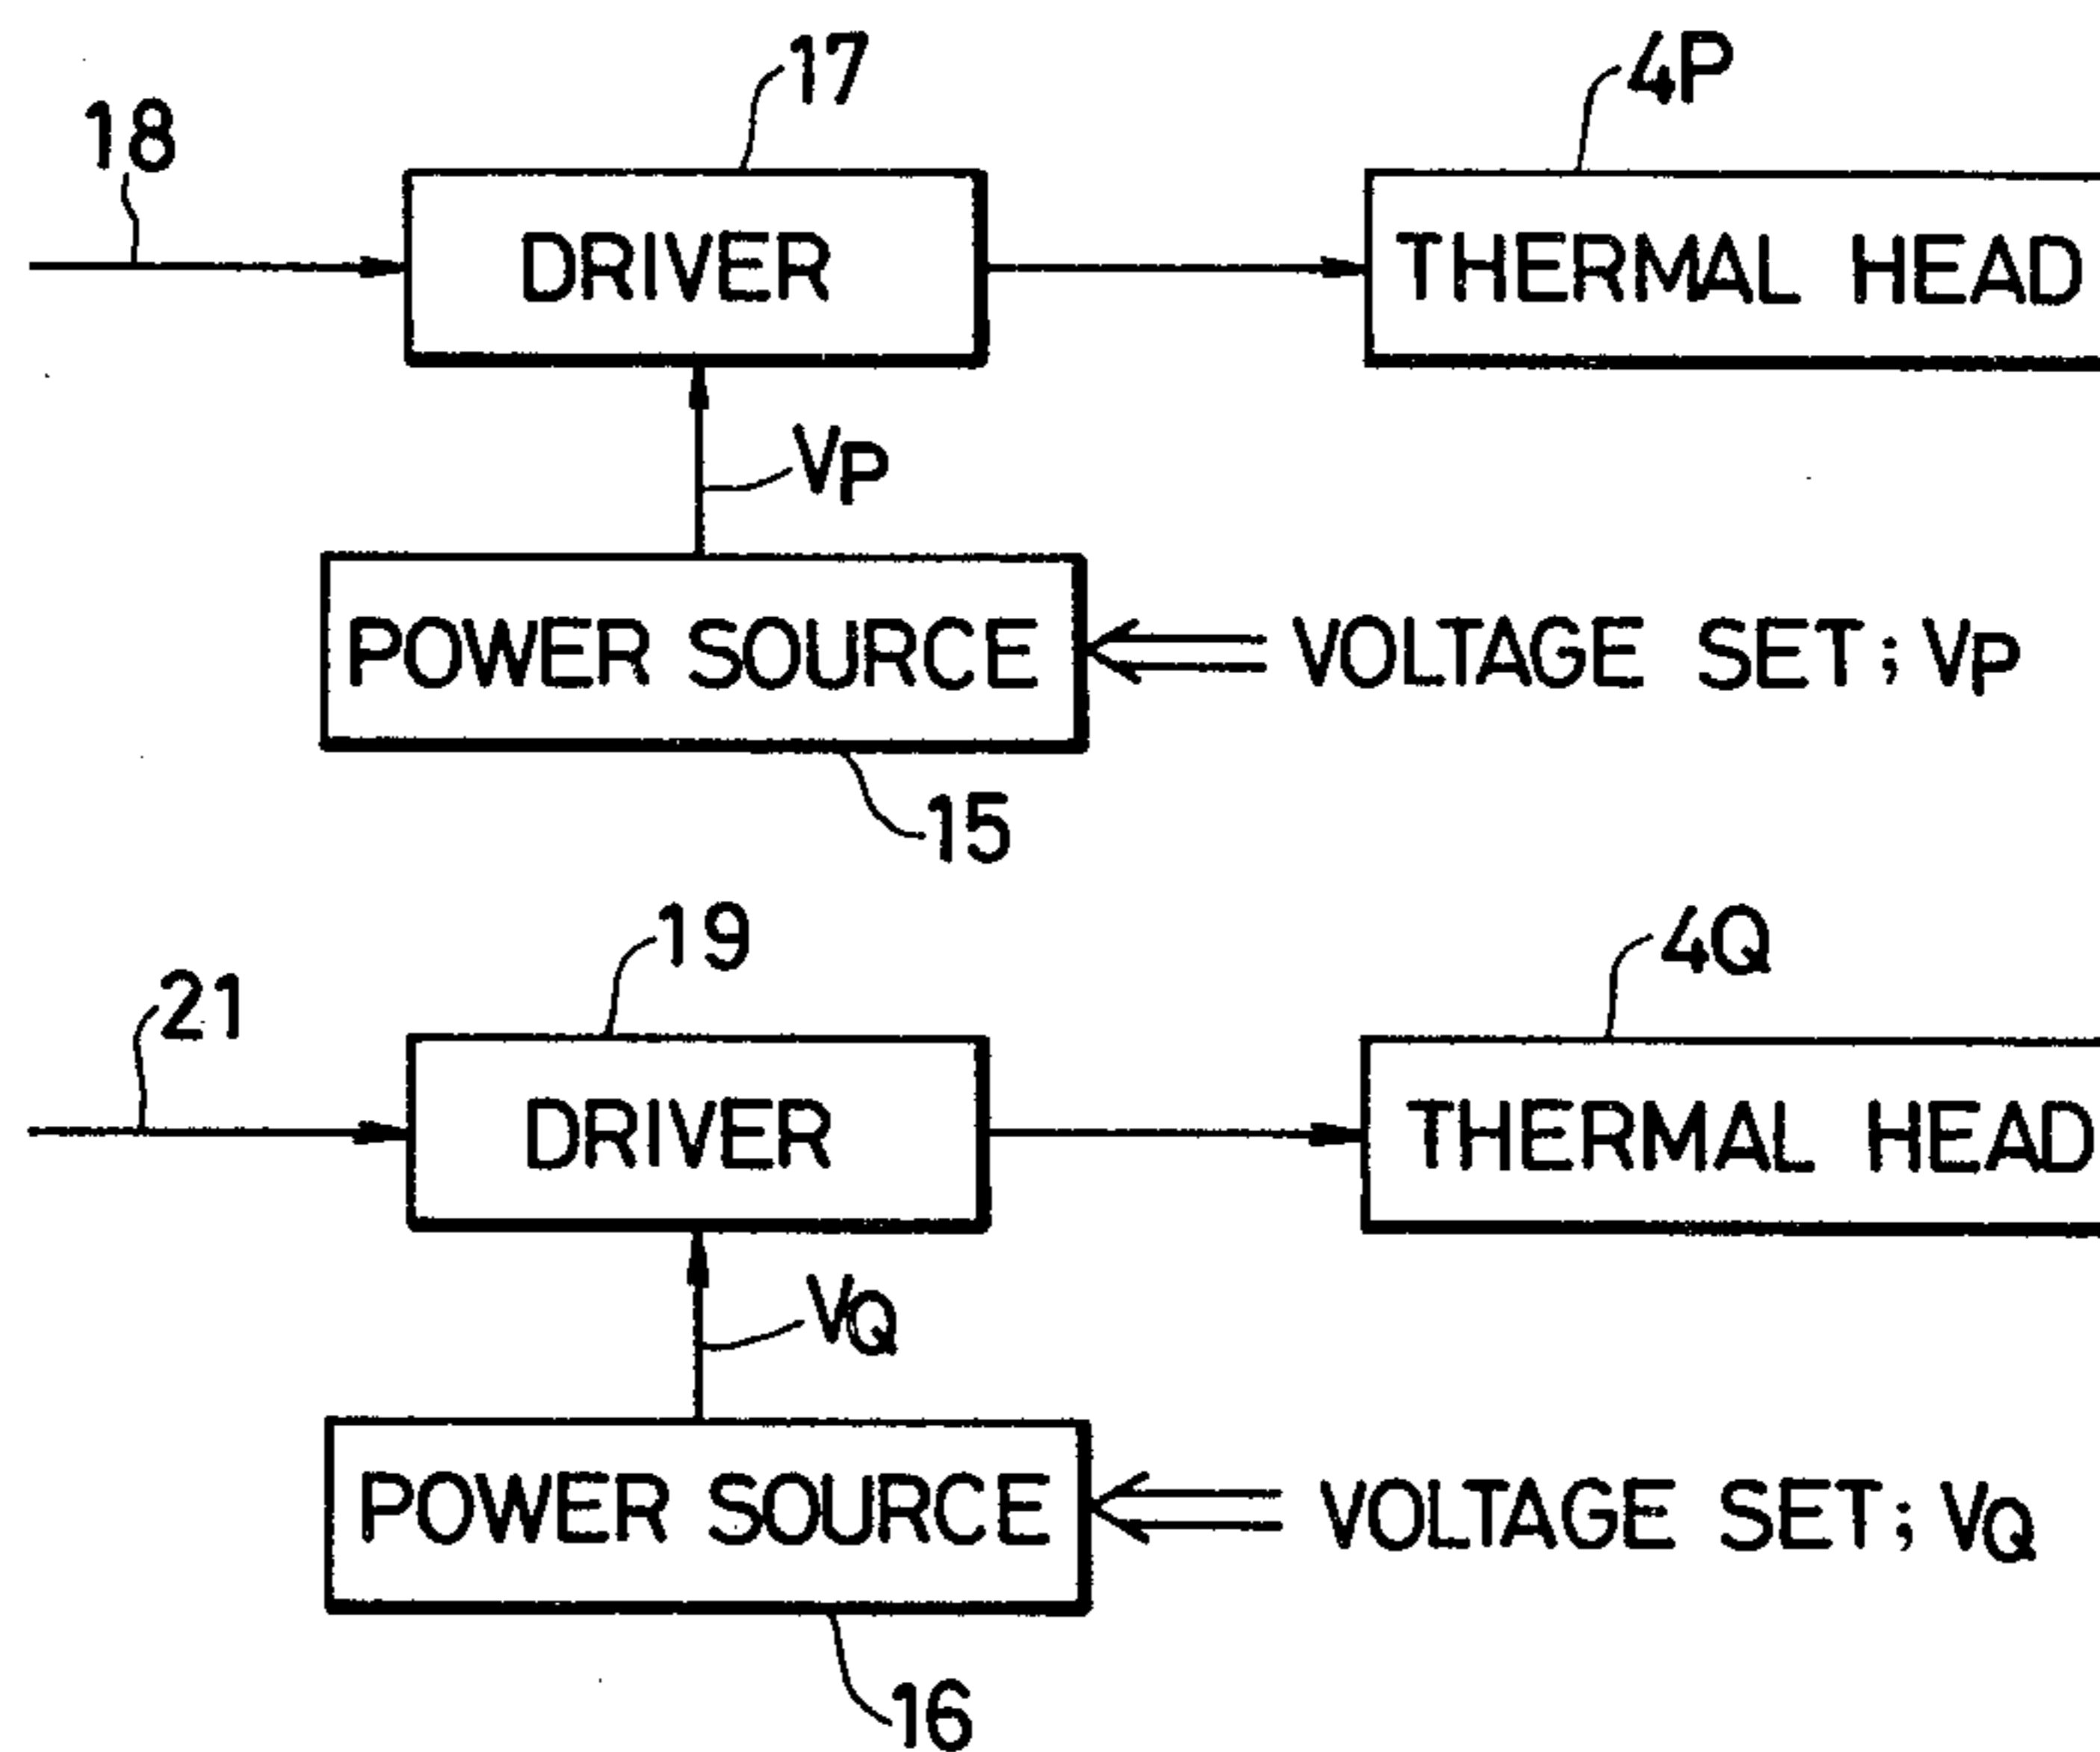 17
4P
18
DRIVER
THERMAL HEAD
VP
POWER SOURCE
VOLTAGE SET; VP
15
19
4Q
21
DRIVER
THERMAL HEAD
VQ
POWER SOURCE
VOLTAGE SET; VQ
16